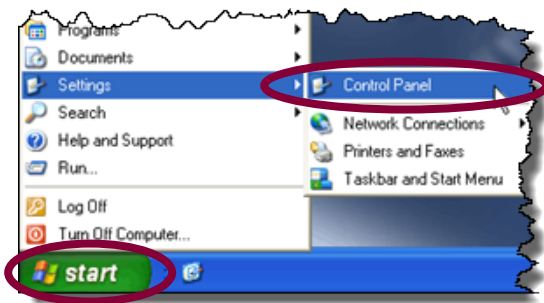 Programs
Documents
Settings
Search
Help and Support
Run...
Log Off
Turn Off Computer...
start
Control Panel
Network Connections
Printers and Faxes
Taskbar and Start Menu